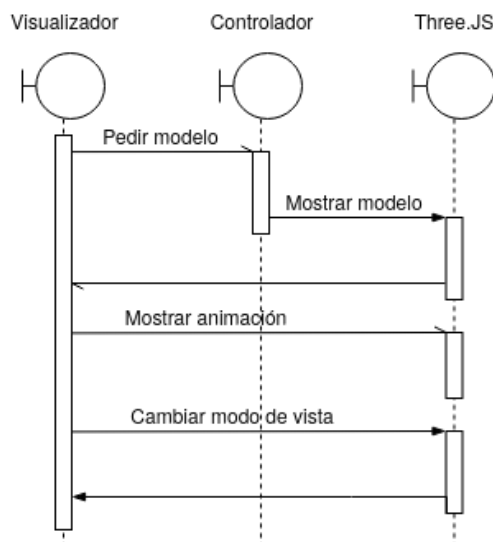 Visualizador
Controlador
Three.JS
Pedir modelo
Mostrar modelo
Mostrar animación
Cambiar modo de vista